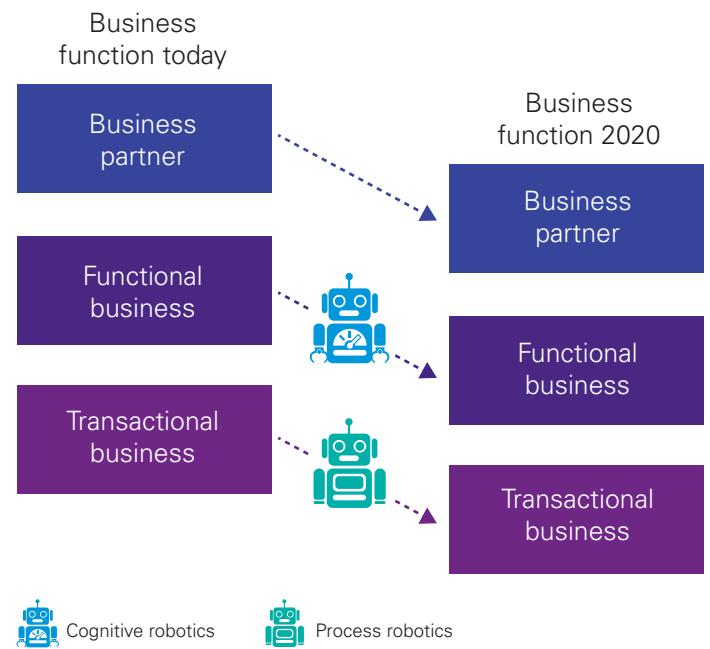 Business
function today
Business
partner
Functional
business
Transactional
business
Business
function 2020
Business
partner
Functional
business
Transactional
business
Cognitive robotics
Process robotics